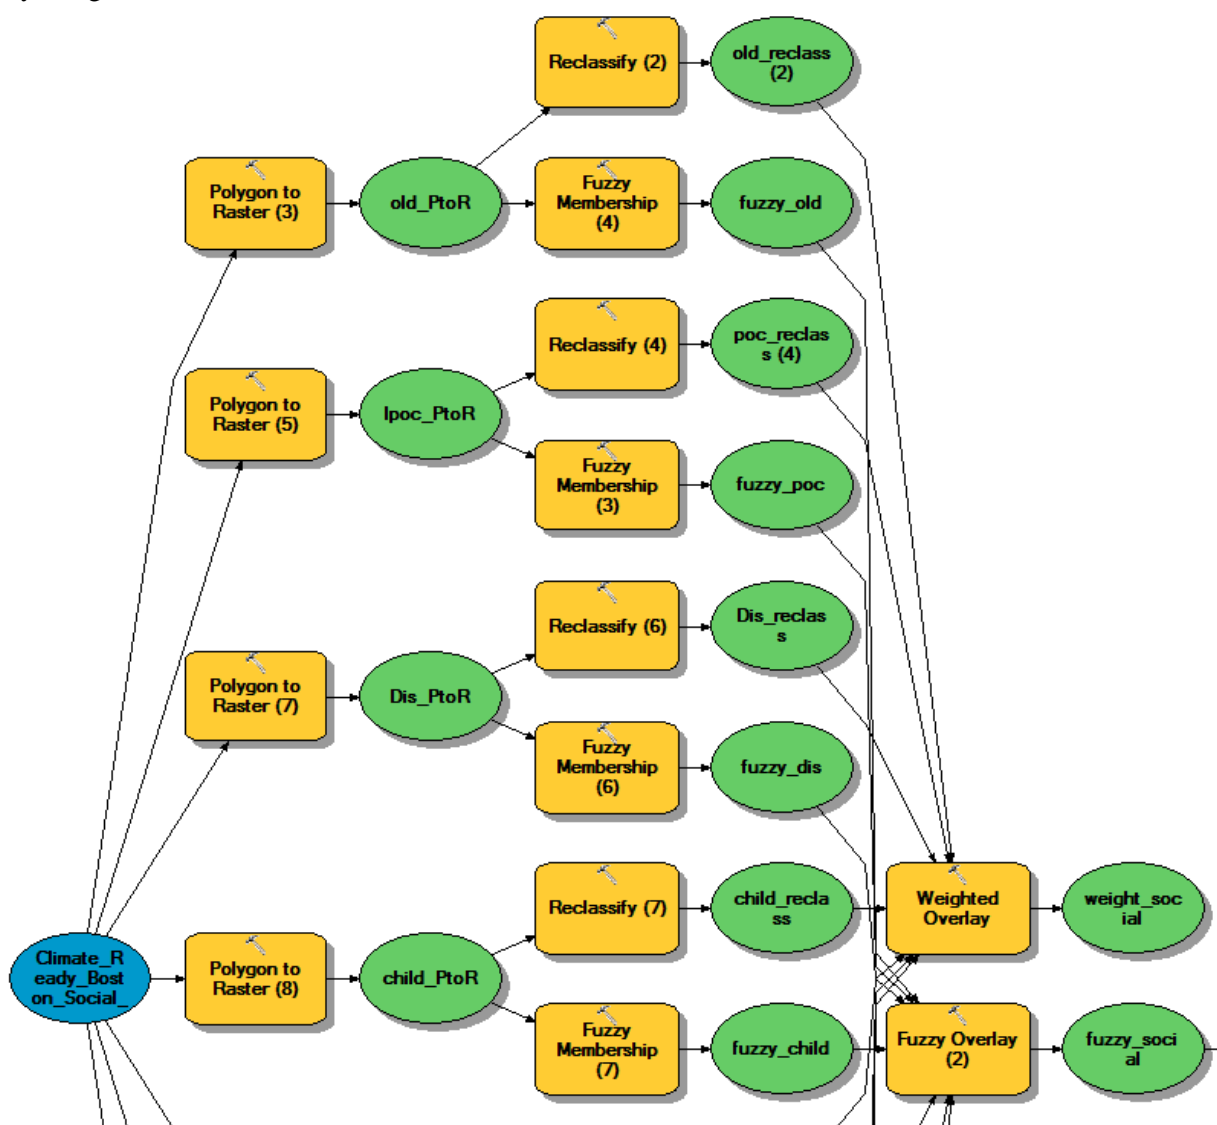 Reclassify (2)
old_reclass
(2)
Polygon to
Raster (3)
old_PtoR
Fuzzy
Membership
(4)
fuzzy_old
Reclassify (4)
poc_reclas
s (4)
Polygon to
Raster (5)
lpoc_PtoR
Fuzzy
Membership
(3)
fuzzy_poc
Reclassify (6)
Dis_reclas
s
Polygon to
Raster (7)
Dis_PtoR
Fuzzy
Membership
(6)
fuzzy_dis
Reclassify (7)
child_recla
ss
Weighted
Overlay
weight_soc
ial
Climate_R
eady_Bost
on_Social_
Polygon to
Raster (8)
child_PtoR
Fuzzy
Membership
(7)
fuzzy_child
Fuzzy Overlay
(2)
fuzzy_soci
al